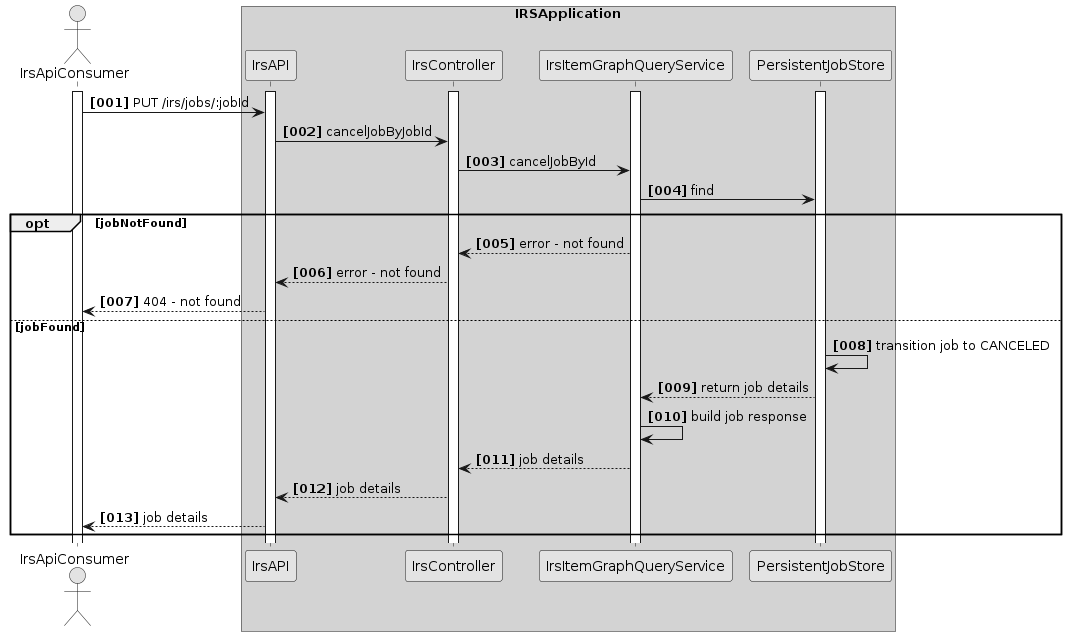 IRSApplication
IrsApiConsumer
IrsAPI
IrsController
IrsItemGraphQueryService
PersistentJobStore
[001] PUT /irs/jobs/:jobId
[002] cancelJobByJobId
[003] cancelJobById
[004] find
opt
[jobNotFound]
[005] error - not found
[006] error - not found
[007] 404 - not found
[jobFound]
[008] transition job to CANCELED
[009] return job details
[010] build job response
[011] job details
[012] job details
[013] job details
IrsApiConsumer
IrsAPI
IrsController
IrsItemGraphQueryService
PersistentJobStore